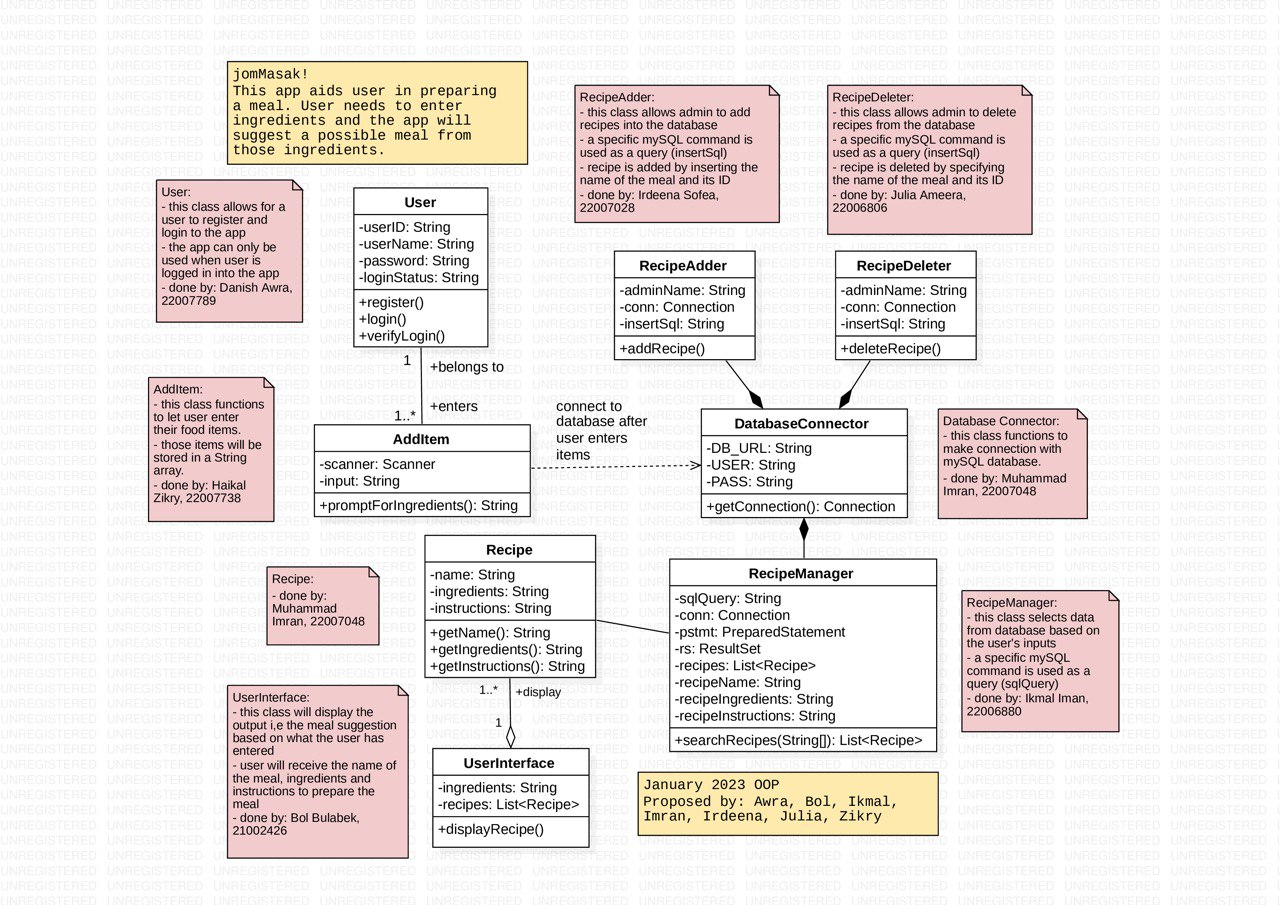 jomMasak!
This app aids user in preparing
a meal. User needs to enter
ingredients and the app will
suggest a possible meal from
those ingredients.
RecipeAdder:
- this class allows admin to add
recipes into the database
- a specific mySQL command is
used as a query (insertSql)
- recipe is added by inserting the
name of the meal and its ID
- done by: Irdeena Sofea,
22007028
RecipeDeleter:
- this class allows admin to delete
recipes from the database
- a specific mySQL command is
used as a query (insertSql)
- recipe is deleted by specifying
the name of the meal and its ID
- done by: Julia Ameera,
22006806
User:
- this class allows for a
user to register and
login to the app
- the app can only be
used when user is
logged in into the app
- done by: Danish Awra,
22007789
User
-userID: String
-userName: String
-password: String
-loginStatus: String
+register()
+login()
+verifyLogin()
RecipeAdder
-adminName: String
-conn: Connection
-insertSql: String
+addRecipe()
RecipeDeleter
-adminName: String
-conn: Connection
-insertSql: String
+deleteRecipe()
1
+belongs to
+enters
1..*
AddItem:
- this class functions
to let user enter
their food items.
- those items will be
stored in a String
array.
- done by: Haikal
Zikry, 22007738
AddItem
-scanner: Scanner
-input: String
+promptForIngredients(): String
connect to
database after
user enters
items
DatabaseConnector
-DB_URL: String
-USER: String
-PASS: String
+getConnection(): Connection
Database Connector:
- this class functions to
make connection with
mySQL database.
- done by: Muhammad
Imran, 22007048
Recipe:
- done by:
Muhammad
Imran, 22007048
Recipe
-name: String
-ingredients: String
-instructions: String
+getName(): String
+getIngredients(): String
+getInstructions(): String
RecipeManager
-sqlQuery: String
-conn: Connection
-pstmt: PreparedStatement
-rs: ResultSet
-recipes: List<Recipe>
-recipeName: String
-recipeIngredients: String
-recipeInstructions: String
+searchRecipes(String[]): List<Recipe>
RecipeManager:
- this class selects data
from database based on
the user's inputs
- a specific mySQL
command is used as a
query (sqlQuery)
- done by: Ikmal Iman,
22006880
1..*
+display
1
UserInterface:
- this class will display the
output i,e the meal suggestion
based on what the user has
entered
- user will receive the name of
the meal, ingredients and
instructions to prepare the
meal
- done by: Bol Bulabek,
21002426
UserInterface
-ingredients: String
-recipes: List<Recipe>
+displayRecipe()
January 2023 OOP
Proposed by: Awra, Bol, Ikmal,
Imran, Irdeena, Julia, Zikry
UNREGISTERED